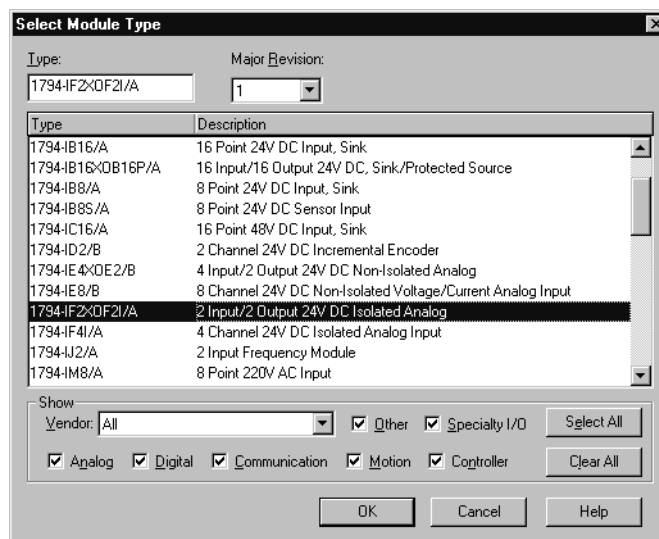 Select Module Type
Type: Major Revision:
1794-IF2XOF2I/A 1
Type Description
1794-IB16/A 16 Point 24V DC Input, Sink
1794-IB16XOB16P/A 16 Input/16 Output 24V DC, Sink/Protected Source
1794-IB8/A 8 Point 24V DC Input, Sink
1794-IB8S/A 8 Point 24V DC Sensor Input
1794-IC16/A 16 Point 48V DC Input, Sink
1794-ID2/B 2 Channel 24V DC Incremental Encoder
1794-IE4XOE2/B 4 Input/2 Output 24V DC Non-Isolated Analog
1794-IE8/B 8 Channel 24V DC Non-Isolated Voltage/Current Analog Input
1794-IF2XOF2I/A 2 Input/2 Output 24V DC Isolated Analog
1794-IF4I/A 4 Channel 24V DC Isolated Analog Input
1794-IJ2/A 2 Input Frequency Module
1794-IM8/A 8 Point 220V AC Input
Show
Vendor: All Other Specialty I/O Select All
Analog Digital Communication Motion Controller Clear All
OK Cancel Help